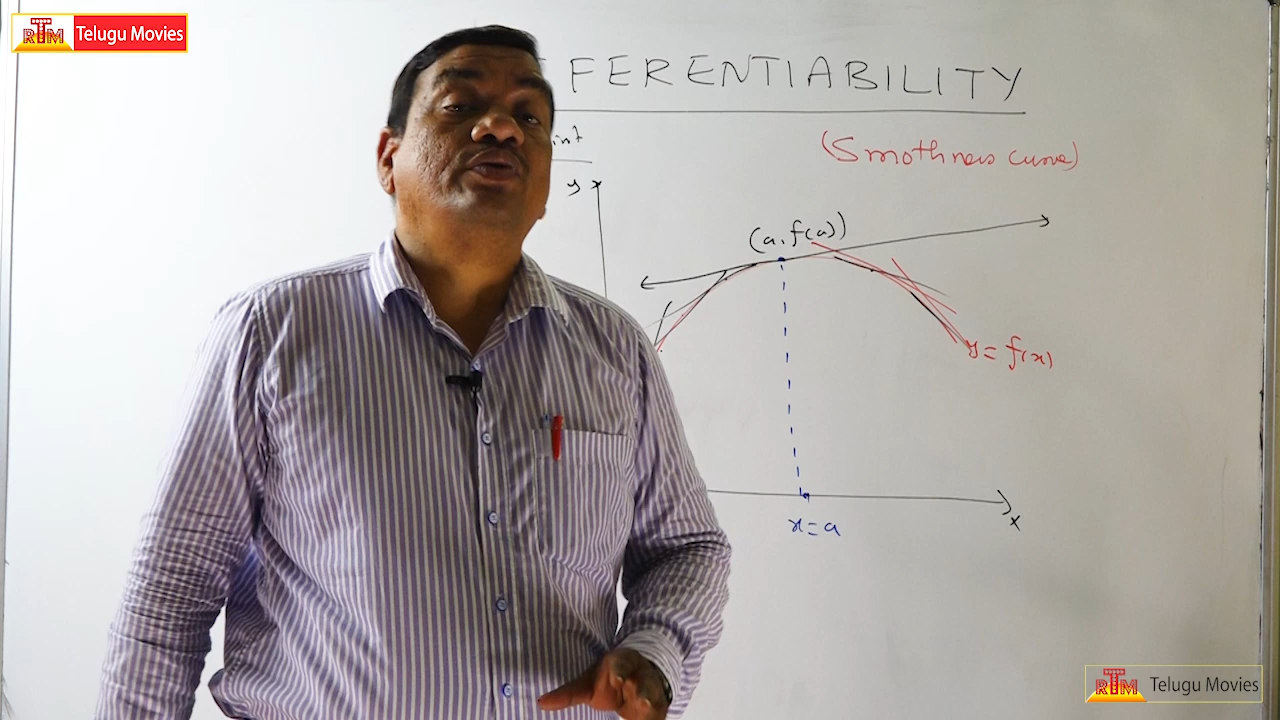 RTM Telugu Movies
FERENTIABILITY
(Smothness curve)
y
(a, f(a))
y = f(x)
x = a
x
RTM Telugu Movies